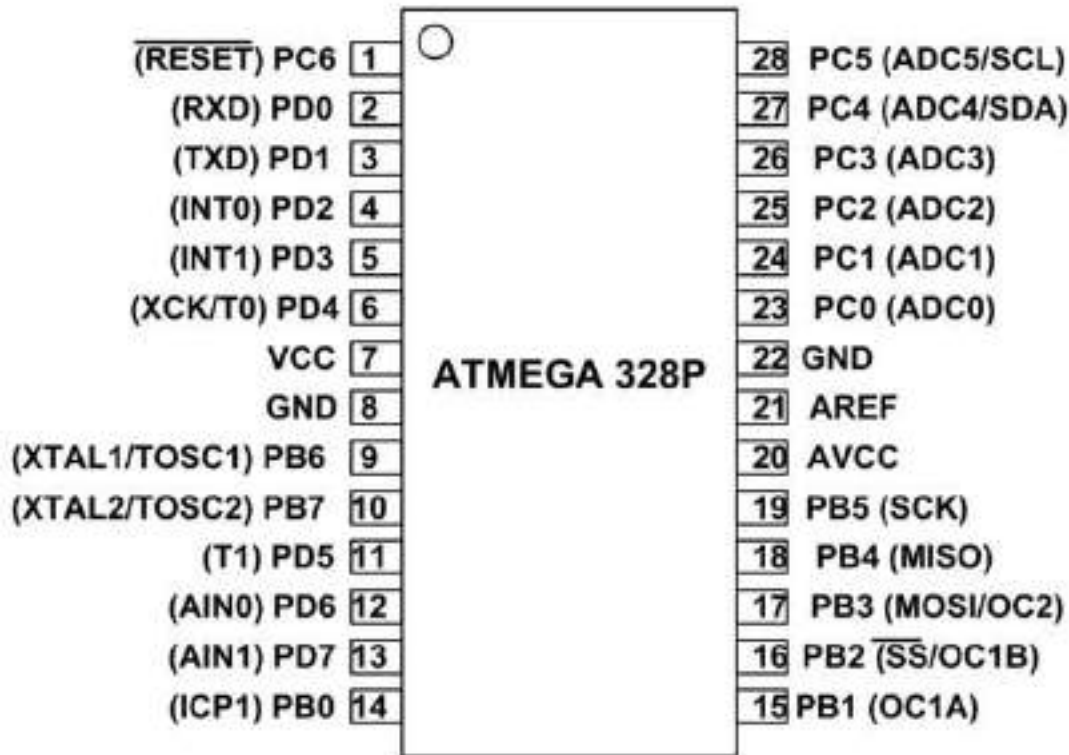 (RESET) PC6 1
(RXD) PD0 2
(TXD) PD1 3
(INT0) PD2 4
(INT1) PD3 5
(XCK/T0) PD4 6
VCC 7
GND 8
(XTAL1/TOSC1) PB6 9
(XTAL2/TOSC2) PB7 10
(T1) PD5 11
(AIN0) PD6 12
(AIN1) PD7 13
(ICP1) PB0 14
ATMEGA 328P
28 PC5 (ADC5/SCL)
27 PC4 (ADC4/SDA)
26 PC3 (ADC3)
25 PC2 (ADC2)
24 PC1 (ADC1)
23 PC0 (ADC0)
22 GND
21 AREF
20 AVCC
19 PB5 (SCK)
18 PB4 (MISO)
17 PB3 (MOSI/OC2)
16 PB2 (SS/OC1B)
15 PB1 (OC1A)